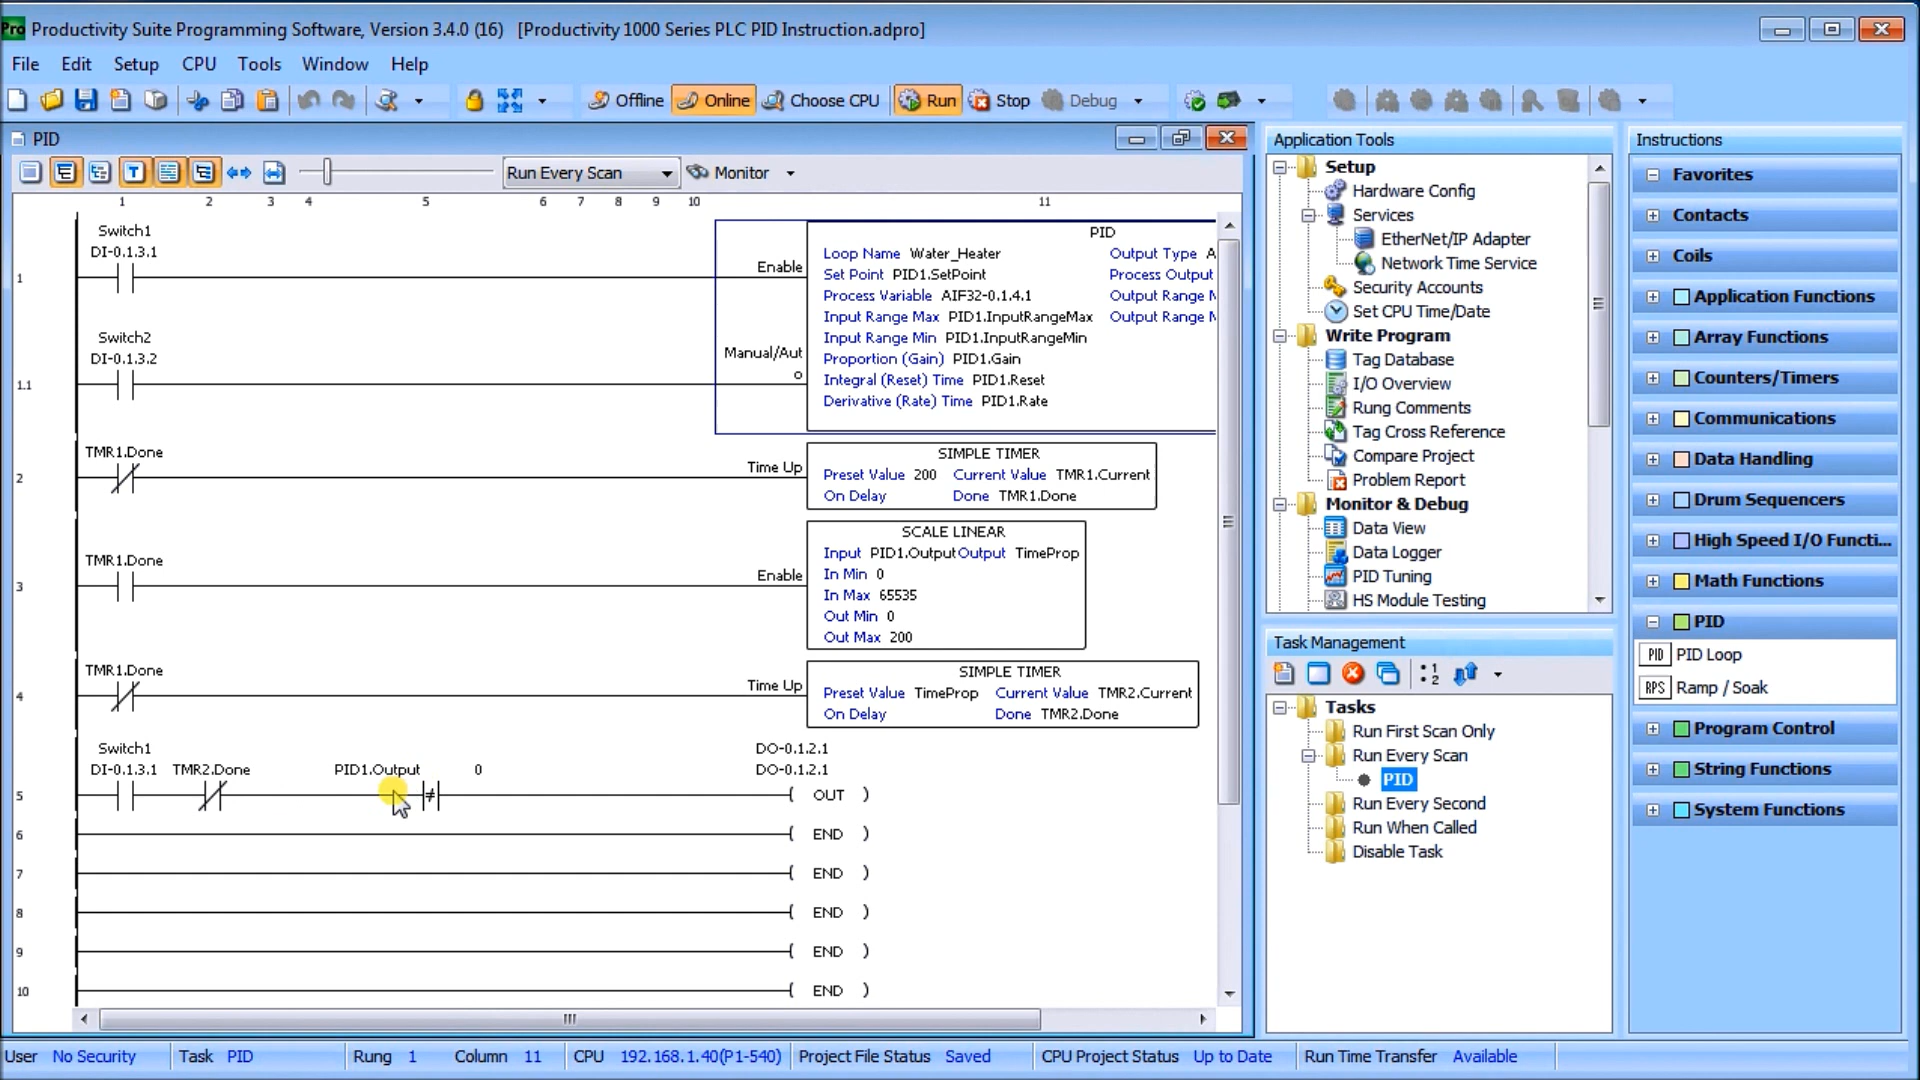 Pro Productivity Suite Programming Software, Version 3.4.0 (16) [Productivity 1000 Series PLC PID Instruction.adpro]
File Edit Setup CPU Tools Window Help
Offline Online Choose CPU Run Stop Debug
PID
Run Every Scan Monitor
1 2 3 4 5 6 7 8 9 10 11
Switch1
DI-0.1.3.1
1
Enable
PID
Loop Name Water_Heater Output Type A
Set Point PID1.SetPoint Process Output
Process Variable AIF32-0.1.4.1 Output Range M
Input Range Max PID1.InputRangeMax Output Range M
Input Range Min PID1.InputRangeMin
Proportion (Gain) PID1.Gain
Integral (Reset) Time PID1.Reset
Derivative (Rate) Time PID1.Rate
Switch2
DI-0.1.3.2
1.1
Manual/Aut
o
TMR1.Done
2
Time Up
SIMPLE TIMER
Preset Value 200 Current Value TMR1.Current
On Delay Done TMR1.Done
TMR1.Done
3
Enable
SCALE LINEAR
Input PID1.Output Output TimeProp
In Min 0
In Max 65535
Out Min 0
Out Max 200
TMR1.Done
4
Time Up
SIMPLE TIMER
Preset Value TimeProp Current Value TMR2.Current
On Delay Done TMR2.Done
Switch1 DO-0.1.2.1
DI-0.1.3.1 TMR2.Done PID1.Output 0 DO-0.1.2.1
5 ≠ OUT
6 END
7 END
8 END
9 END
10 END
Application Tools
Setup
Hardware Config
Services
EtherNet/IP Adapter
Network Time Service
Security Accounts
Set CPU Time/Date
Write Program
Tag Database
I/O Overview
Rung Comments
Tag Cross Reference
Compare Project
Problem Report
Monitor & Debug
Data View
Data Logger
PID Tuning
HS Module Testing
Task Management
Tasks
Run First Scan Only
Run Every Scan
PID
Run Every Second
Run When Called
Disable Task
Instructions
Favorites
Contacts
Coils
Application Functions
Array Functions
Counters/Timers
Communications
Data Handling
Drum Sequencers
High Speed I/O Functi...
Math Functions
PID
PID PID Loop
RPS Ramp / Soak
Program Control
String Functions
System Functions
User No Security Task PID Rung 1 Column 11 CPU 192.168.1.40(P1-540) Project File Status Saved CPU Project Status Up to Date Run Time Transfer Available